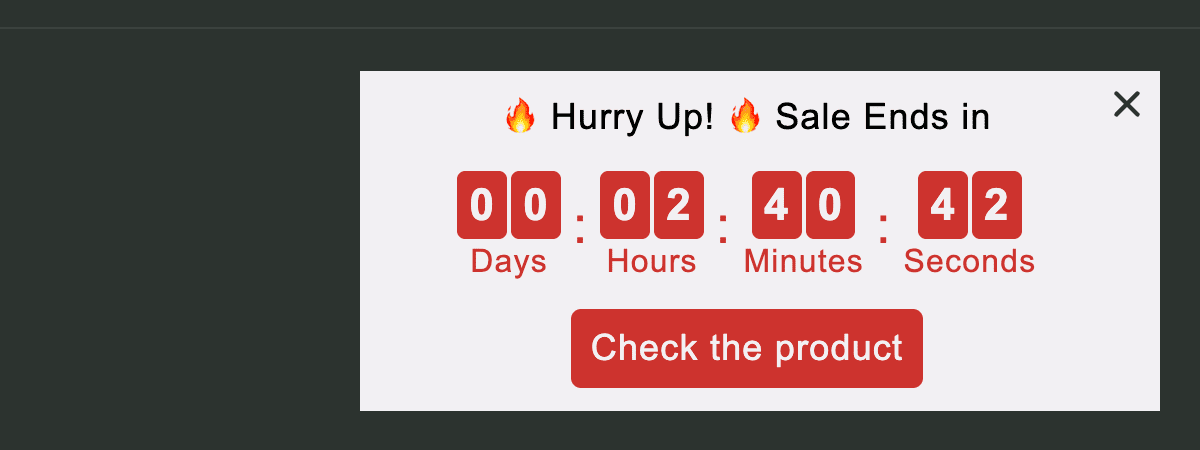 🔥 Hurry Up! 🔥 Sale Ends in
00 : 02 : 40 : 42
Days Hours Minutes Seconds
Check the product